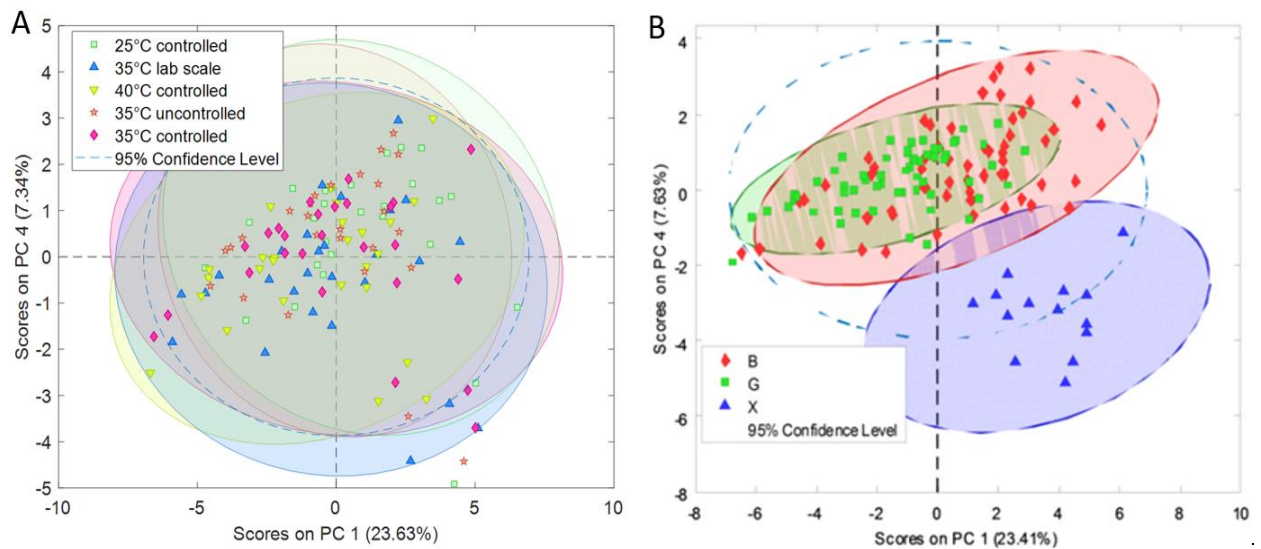 A
5
4
3
2
1
0
-1
-2
-3
-4
-5
-10
-5
0
5
10
Scores on PC 4 (7.34%)
Scores on PC 1 (23.63%)
25°C controlled
35°C lab scale
40°C controlled
35°C uncontrolled
35°C controlled
95% Confidence Level
B
4
2
0
-2
-4
-6
-8
-8
-6
-4
-2
0
2
4
6
8
10
Scores on PC 4 (7.63%)
Scores on PC 1 (23.41%)
B
G
X
95% Confidence Level
.